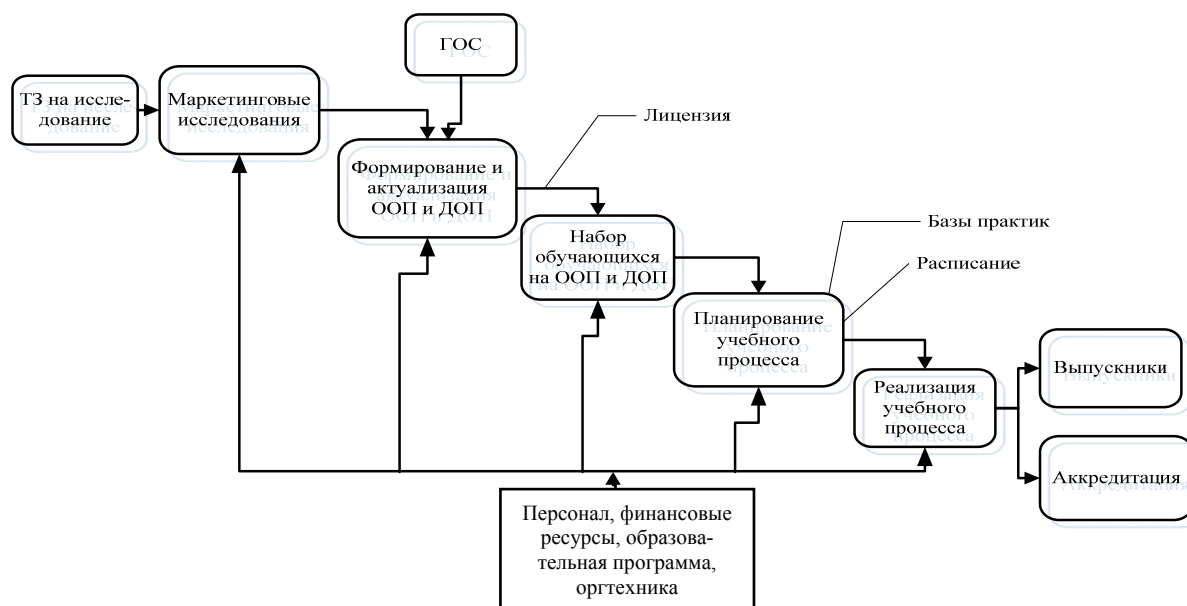 ГОС
ТЗ на иссле-
дование
Маркетинговые
исследования
Лицензия
Формирование и
актуализация
ООП и ДОП
Набор
обучающихся
на ООП и ДОП
Базы практик
Расписание
Планирование
учебного
процесса
Реализация
учебного
процесса
Выпускники
Аккредитация
Персонал, финансовые
ресурсы, образова-
тельная программа,
оргтехника